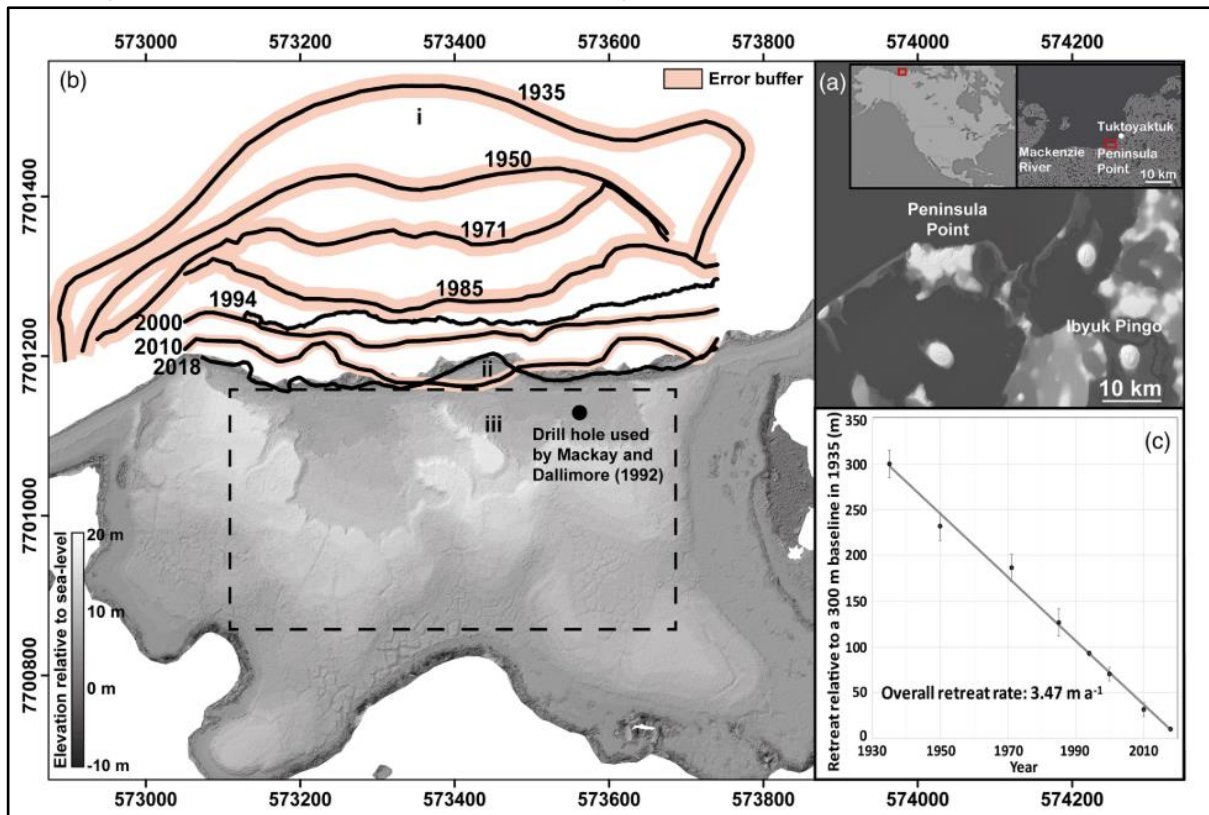 573000
573200
573400
573600
573800
574000
574200
(b)
Error buffer
1935
i
1950
1971
1985
1994
2000
2010
2018
ii
iii
Drill hole used
by Mackay and
Dallimore (1992)
7701400
7701200
7701000
7700800
Elevation relative to sea-level
20 m
10 m
0 m
-10 m
(a)
Tuktoyaktuk
Mackenzie
River
Peninsula
Point
10 km
Peninsula
Point
Ibyuk Pingo
10 km
(c)
Retreat relative to a 300 m baseline in 1935 (m)
350
300
250
200
150
100
50
0
Overall retreat rate: 3.47 m a⁻¹
1930
1950
1970
1990
2010
Year
573000
573200
573400
573600
573800
574000
574200